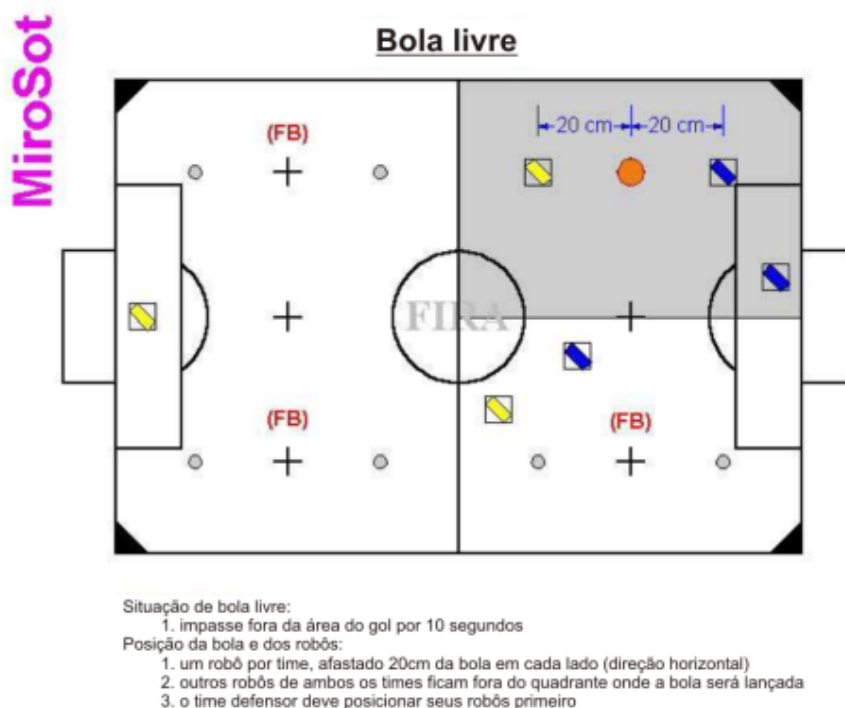 MiroSot
Bola livre
20 cm 20 cm
(FB)
FIRA
(FB) (FB)
Situação de bola livre:
1. impasse fora da área do gol por 10 segundos
Posição da bola e dos robôs:
1. um robô por time, afastado 20cm da bola em cada lado (direção horizontal)
2. outros robôs de ambos os times ficam fora do quadrante onde a bola será lançada
3. o time defensor deve posicionar seus robôs primeiro